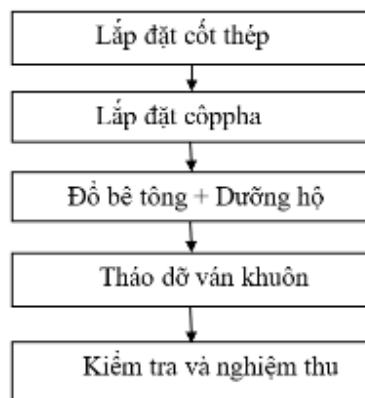 Lắp đặt cốt thép
Lắp đặt côppha
Đổ bê tông + Dưỡng hộ
Tháo dỡ ván khuôn
Kiểm tra và nghiệm thu